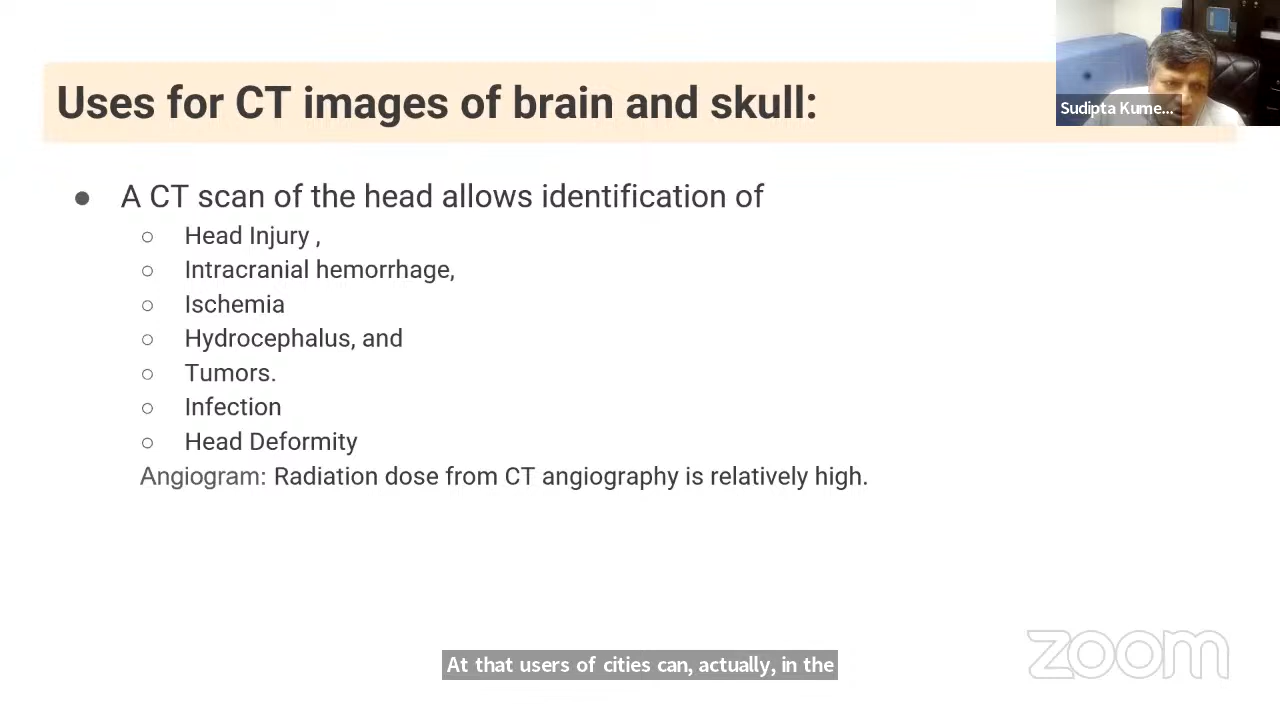 Uses for CT images of brain and skull:
Sudipta Kume...
● A CT scan of the head allows identification of
○ Head Injury ,
○ Intracranial hemorrhage,
○ Ischemia
○ Hydrocephalus, and
○ Tumors.
○ Infection
○ Head Deformity
Angiogram: Radiation dose from CT angiography is relatively high.
zoom
At that users of cities can, actually, in the